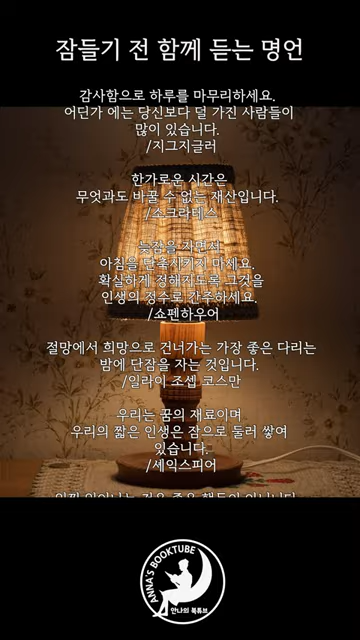 잠들기 전 함께 듣는 명언
감사함으로 하루를 마무리하세요.
어딘가 에는 당신보다 덜 가진 사람들이
많이 있습니다.
/지그지글러
한가로운 시간은
무엇과도 바꿀 수 없는 재산입니다.
/소크라테스
늦잠을 자면서
아침을 단축시키지 마세요.
확실하게 정해지도록 그것을
인생의 정수로 간주하세요.
/쇼펜하우어
절망에서 희망으로 건너가는 가장 좋은 다리는
밤에 단잠을 자는 것입니다.
/일라이 조셉 코스만
우리는 꿈의 재료이며
우리의 짧은 인생은 잠으로 둘러 쌓여
있습니다.
/셰익스피어
ANNA'S BOOKTUBE
안나의 북튜브